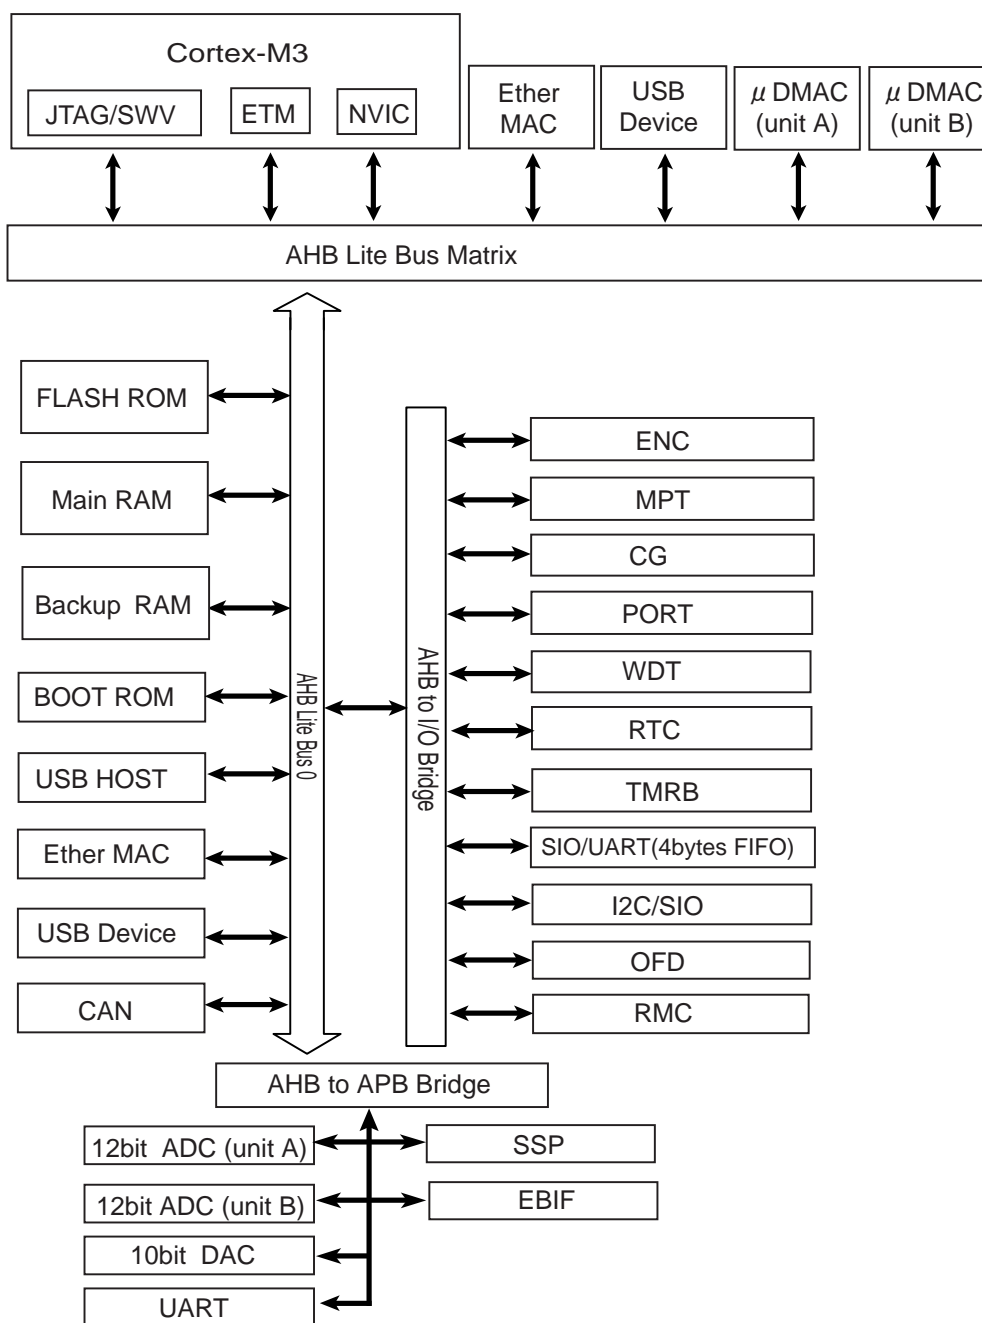 Cortex-M3
JTAG/SWV
ETM
NVIC
Ether
MAC
USB
Device
μ DMAC
(unit A)
μ DMAC
(unit B)
AHB Lite Bus Matrix
FLASH ROM
Main RAM
Backup RAM
BOOT ROM
USB HOST
Ether MAC
USB Device
CAN
AHB Lite Bus 0
AHB to I/O Bridge
ENC
MPT
CG
PORT
WDT
RTC
TMRB
SIO/UART(4bytes FIFO)
I2C/SIO
OFD
RMC
AHB to APB Bridge
12bit ADC (unit A)
SSP
12bit ADC (unit B)
EBIF
10bit DAC
UART